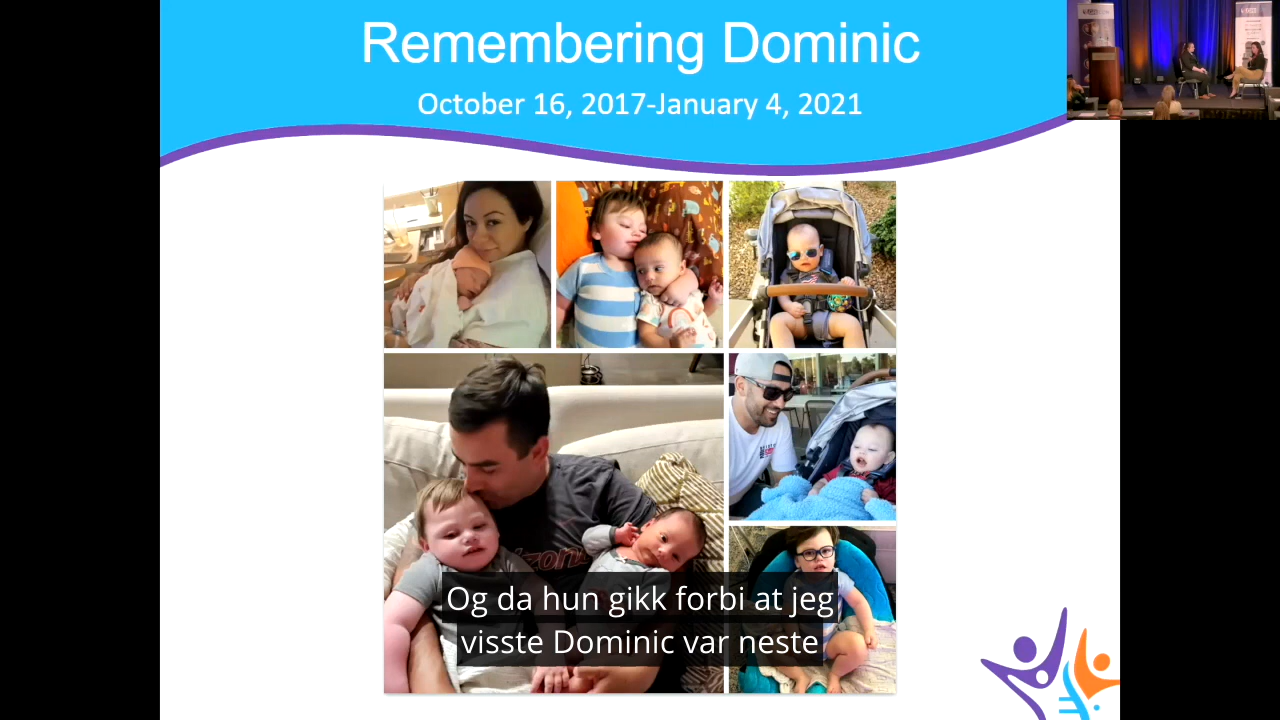 Remembering Dominic
October 16, 2017-January 4, 2021
Og da hun gikk forbi at jeg
visste Dominic var neste